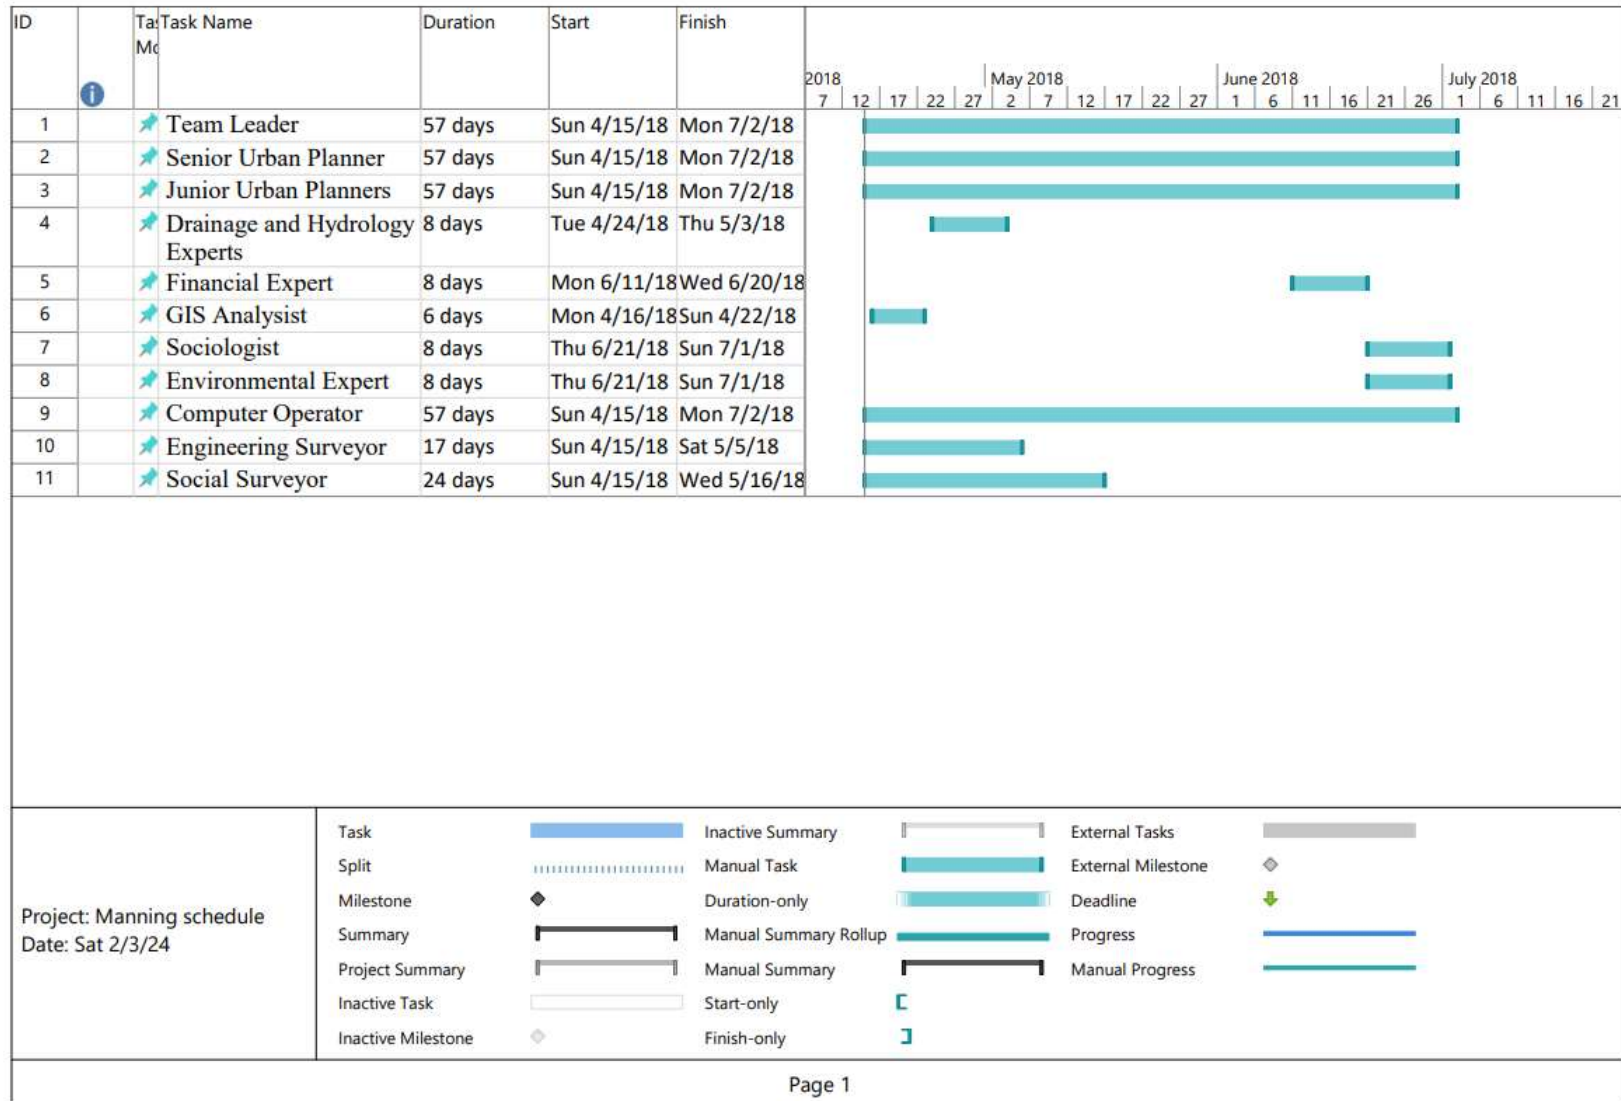 ID Tas Task Name Duration Start Finish
Mo
2018 May 2018 June 2018 July 2018
7 12 17 22 27 2 7 12 17 22 27 1 6 11 16 21 26 1 6 11 16 21
1 Team Leader 57 days Sun 4/15/18 Mon 7/2/18
2 Senior Urban Planner 57 days Sun 4/15/18 Mon 7/2/18
3 Junior Urban Planners 57 days Sun 4/15/18 Mon 7/2/18
4 Drainage and Hydrology 8 days Tue 4/24/18 Thu 5/3/18
Experts
5 Financial Expert 8 days Mon 6/11/18 Wed 6/20/18
6 GIS Analysist 6 days Mon 4/16/18 Sun 4/22/18
7 Sociologist 8 days Thu 6/21/18 Sun 7/1/18
8 Environmental Expert 8 days Thu 6/21/18 Sun 7/1/18
9 Computer Operator 57 days Sun 4/15/18 Mon 7/2/18
10 Engineering Surveyor 17 days Sun 4/15/18 Sat 5/5/18
11 Social Surveyor 24 days Sun 4/15/18 Wed 5/16/18
Project: Manning schedule
Date: Sat 2/3/24
Task Inactive Summary External Tasks
Split Manual Task External Milestone
Milestone Duration-only Deadline
Summary Manual Summary Rollup Progress
Project Summary Manual Summary Manual Progress
Inactive Task Start-only
Inactive Milestone Finish-only
Page 1